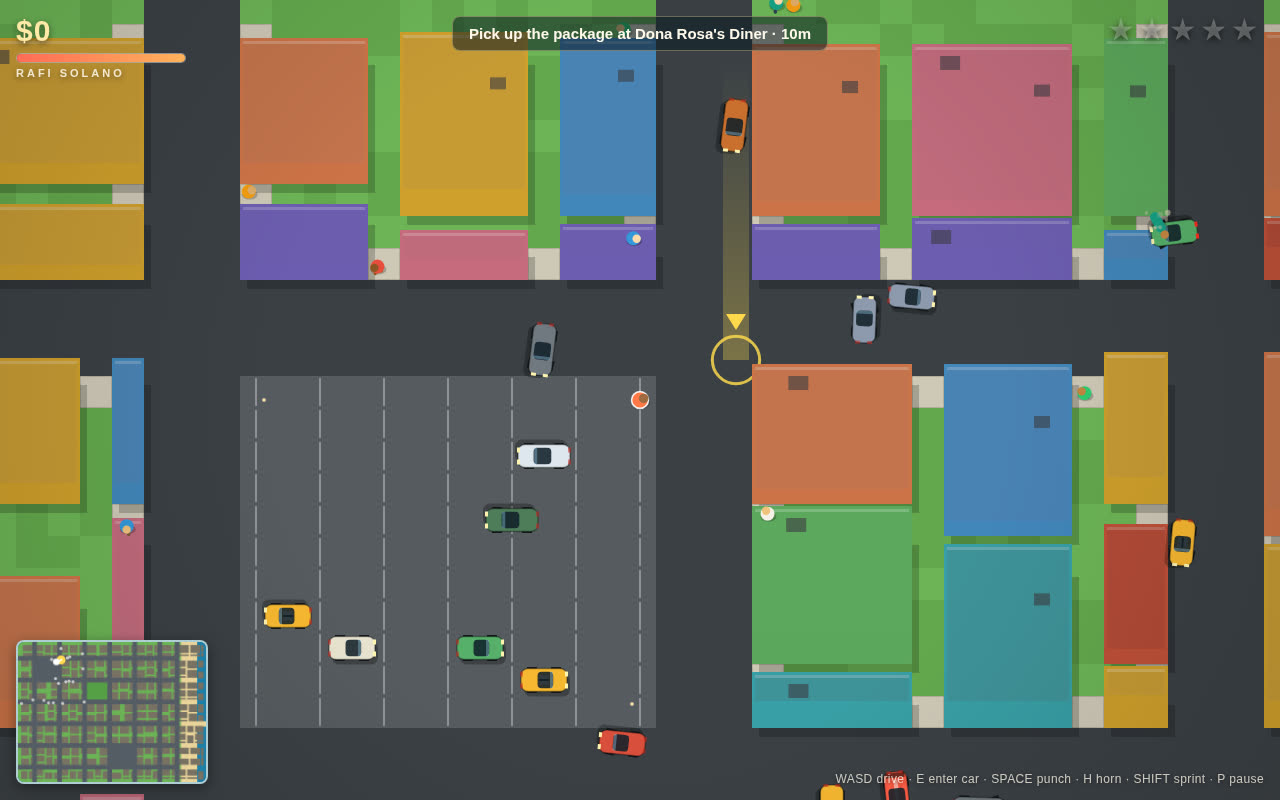 $0
Pick up the package at Dona Rosa's Diner · 10m
RAFI SOLANO
WASD drive · E enter car · SPACE punch · H horn · SHIFT sprint · P pause